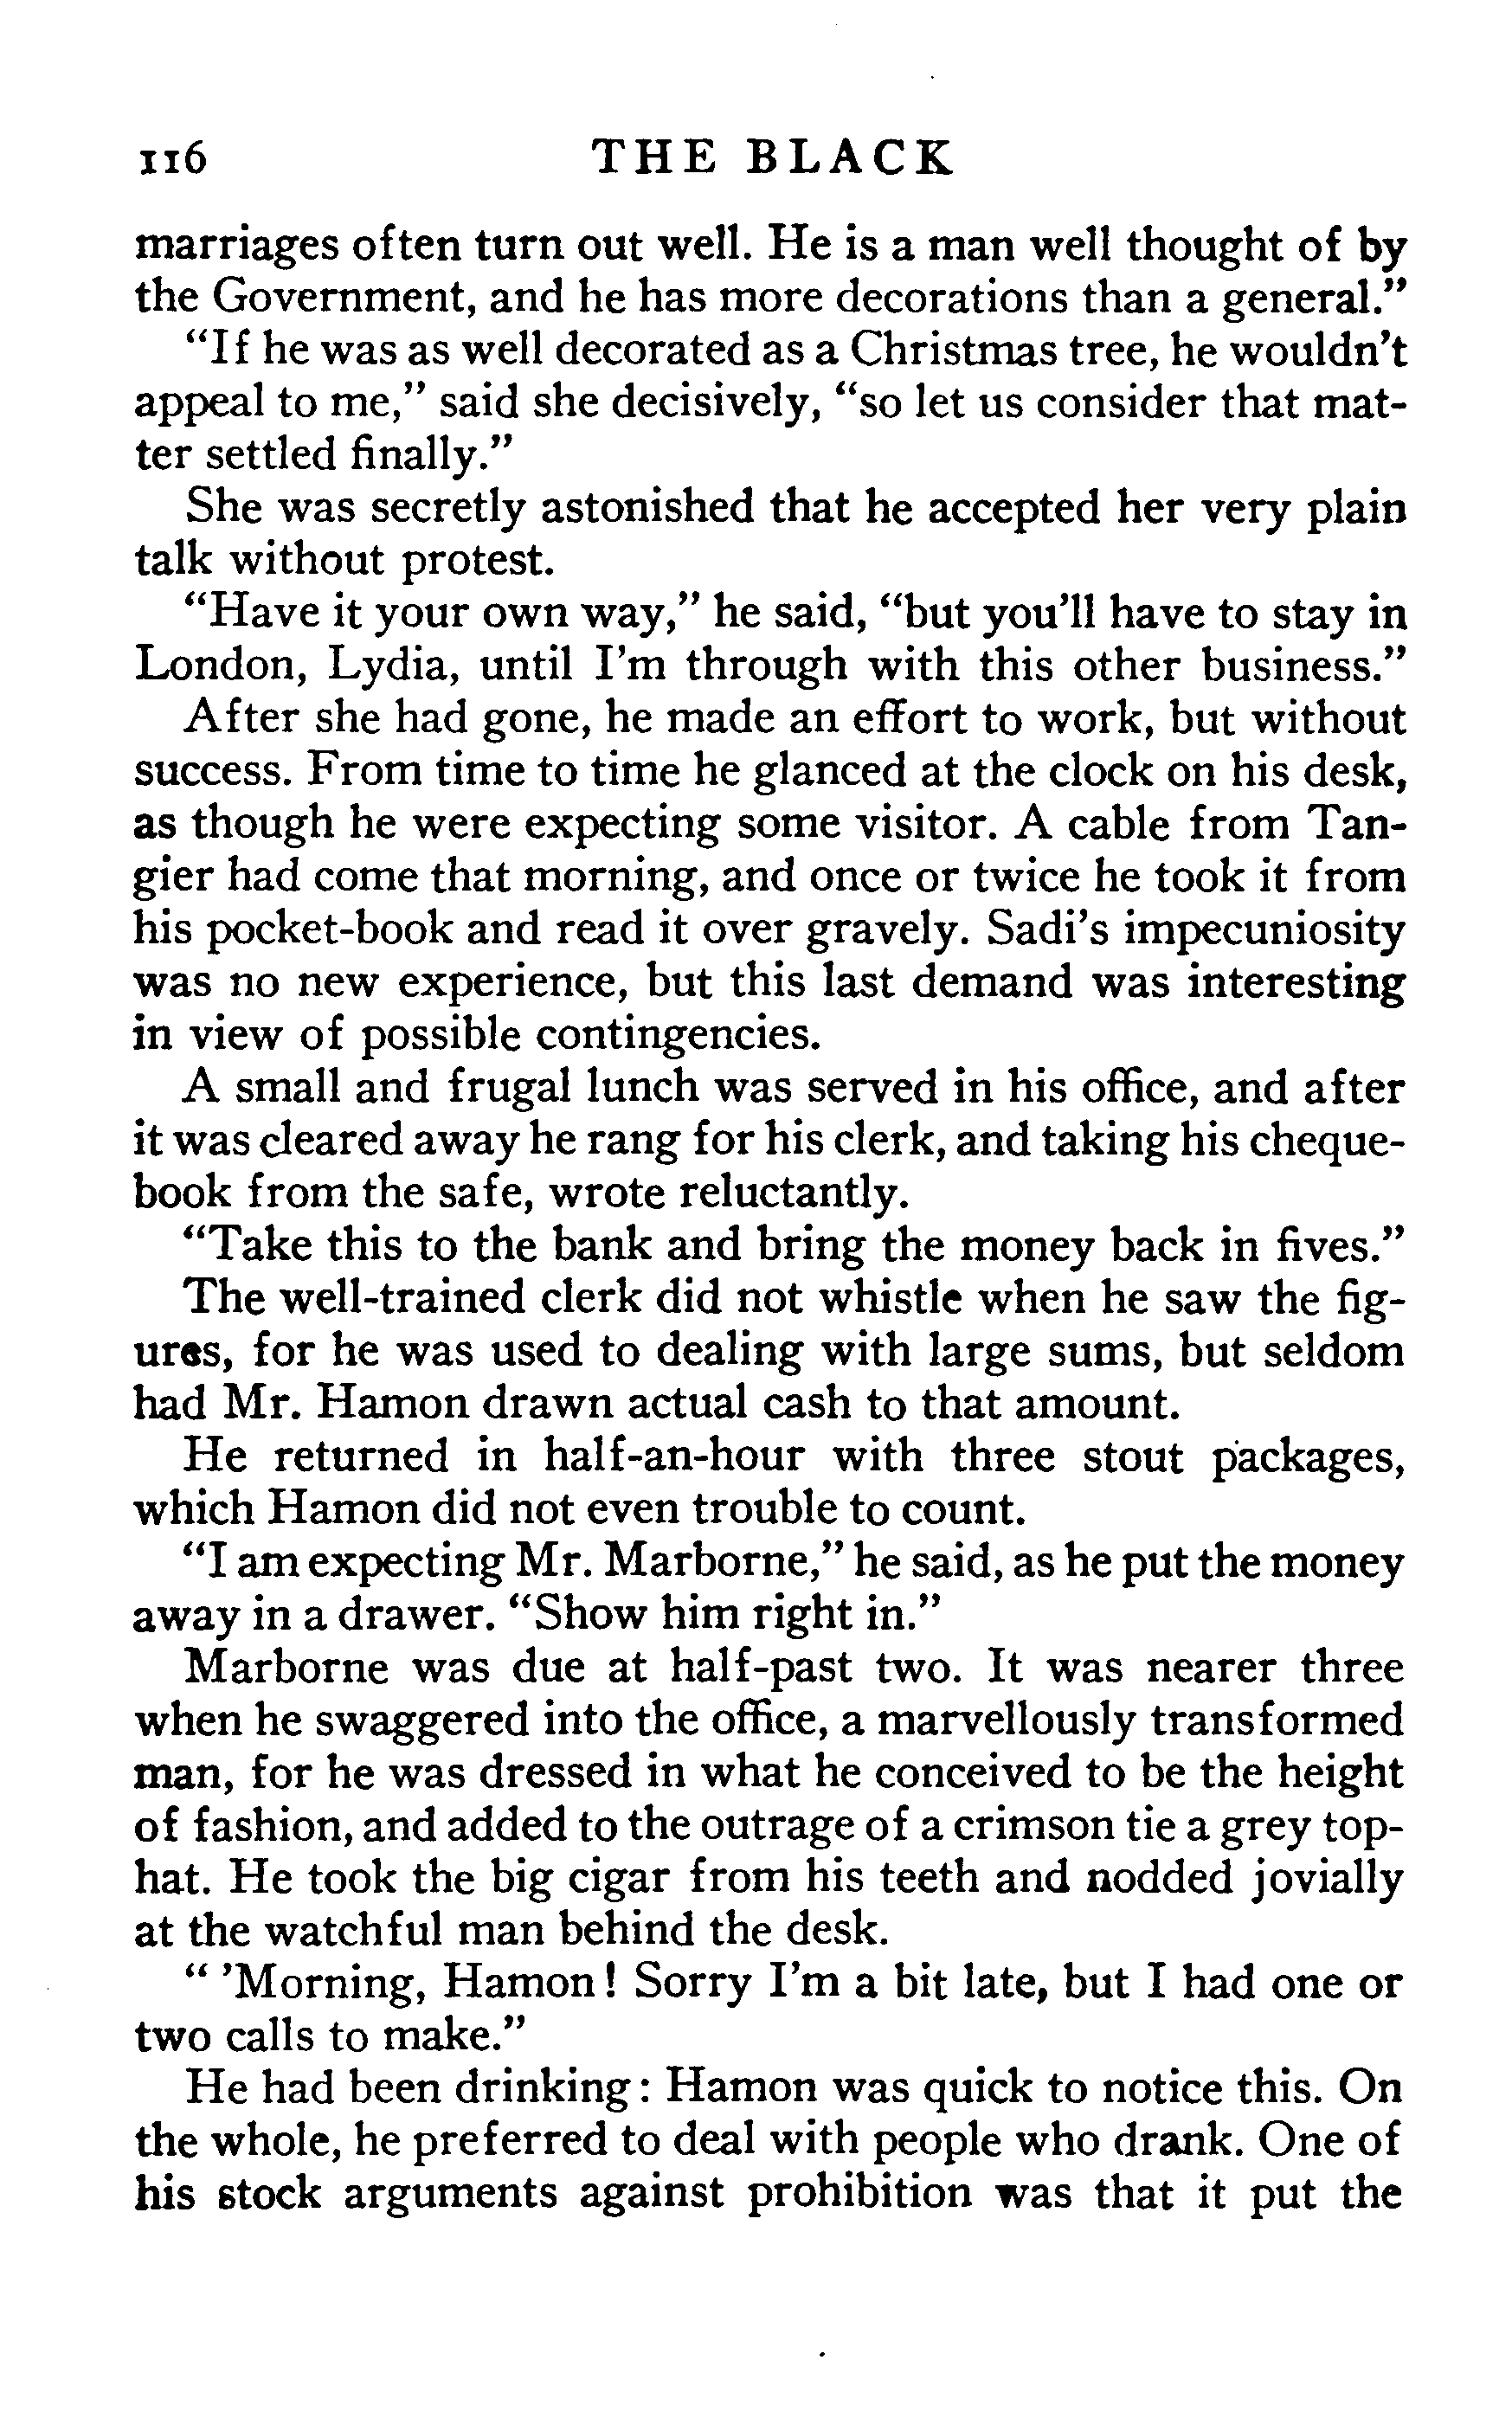 116 THE BLACK
marriages often turn out well. He is a man well thought of by
the Government, and he has more decorations than a general."
"If he was as well decorated as a Christmas tree, he wouldn't
appeal to me," said she decisively, "so let us consider that mat-
ter settled finally."
She was secretly astonished that he accepted her very plain
talk without protest.
"Have it your own way," he said, "but you'll have to stay in
London, Lydia, until I'm through with this other business."
After she had gone, he made an effort to work, but without
success. From time to time he glanced at the clock on his desk,
as though he were expecting some visitor. A cable from Tan-
gier had come that morning, and once or twice he took it from
his pocket-book and read it over gravely. Sadi's impecuniosity
was no new experience, but this last demand was interesting
in view of possible contingencies.
A small and frugal lunch was served in his office, and after
it was cleared away he rang for his clerk, and taking his cheque-
book from the safe, wrote reluctantly.
"Take this to the bank and bring the money back in fives."
The well-trained clerk did not whistle when he saw the fig-
ures, for he was used to dealing with large sums, but seldom
had Mr. Hamon drawn actual cash to that amount.
He returned in half-an-hour with three stout packages,
which Hamon did not even trouble to count.
"I am expecting Mr. Marborne," he said, as he put the money
away in a drawer. "Show him right in."
Marborne was due at half-past two. It was nearer three
when he swaggered into the office, a marvellously transformed
man, for he was dressed in what he conceived to be the height
of fashion, and added to the outrage of a crimson tie a grey top-
hat. He took the big cigar from his teeth and nodded jovially
at the watchful man behind the desk.
" 'Morning, Hamon! Sorry I'm a bit late, but I had one or
two calls to make."
He had been drinking: Hamon was quick to notice this. On
the whole, he preferred to deal with people who drank. One of
his stock arguments against prohibition was that it put the